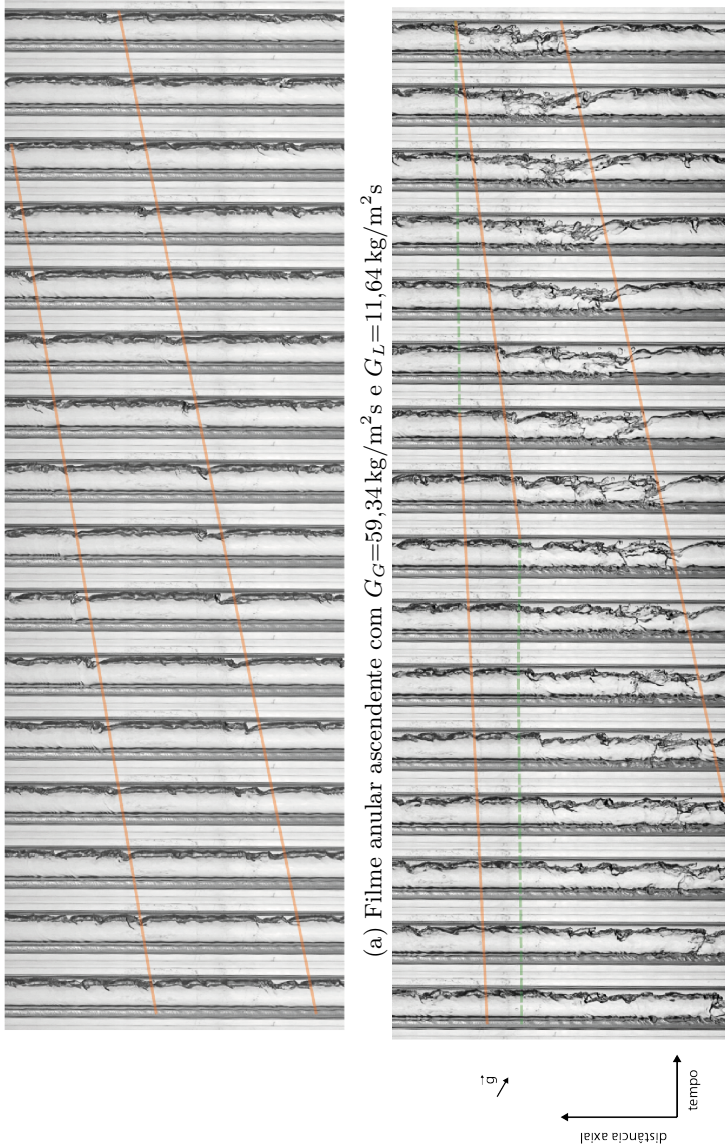 (a) Filme anular ascendente com G_G=59,34 kg/m²s e G_L=11,64 kg/m²s
g
distância axial
tempo